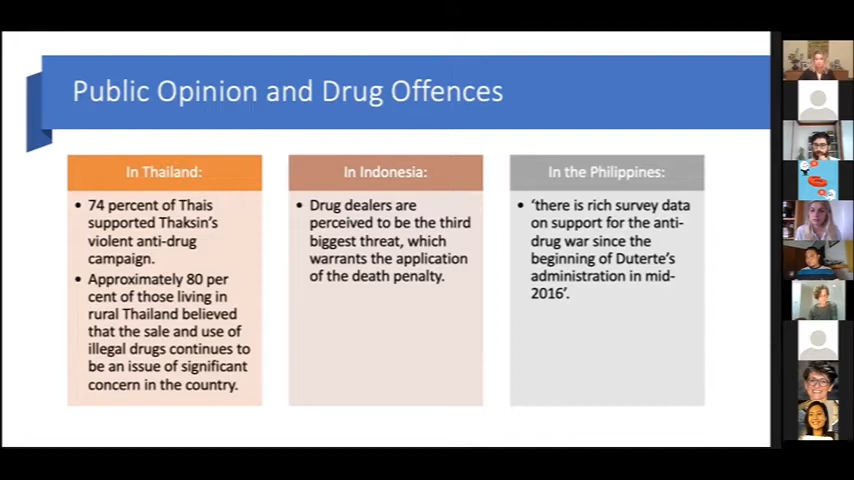 Public Opinion and Drug Offences
In Thailand:
• 74 percent of Thais
supported Thaksin's
violent anti-drug
campaign.
• Approximately 80 per
cent of those living in
rural Thailand believed
that the sale and use of
illegal drugs continues to
be an issue of significant
concern in the country.
In Indonesia:
• Drug dealers are
perceived to be the third
biggest threat, which
warrants the application
of the death penalty.
In the Philippines:
• 'there is rich survey data
on support for the anti-
drug war since the
beginning of Duterte's
administration in mid-
2016'.